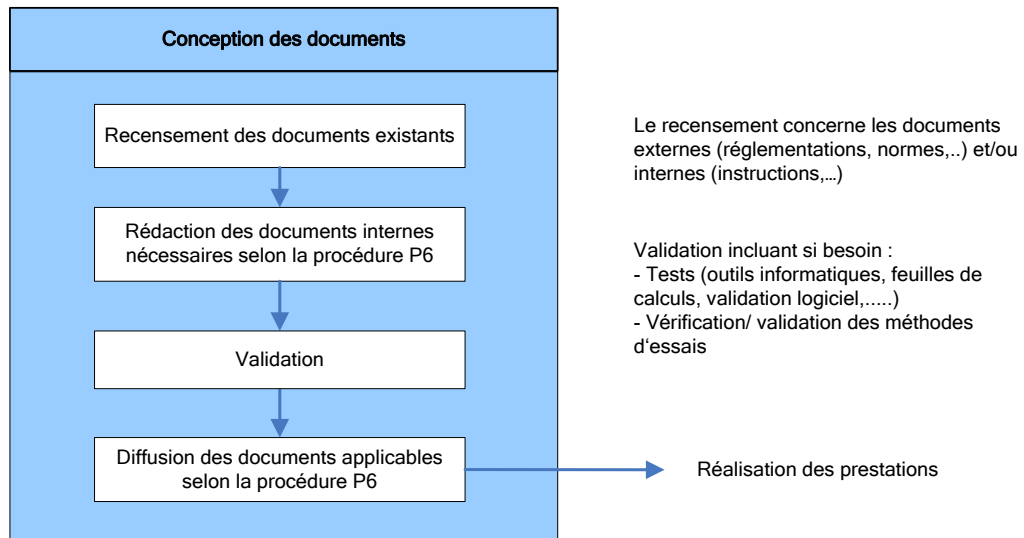 Conception des documents
Recensement des documents existants
Le recensement concerne les documents
externes (réglementations, normes,..) et/ou
internes (instructions,…)
Rédaction des documents internes
nécessaires selon la procédure P6
Validation incluant si besoin :
- Tests (outils informatiques, feuilles de
calculs, validation logiciel,.....)
- Vérification/ validation des méthodes
d‘essais
Validation
Diffusion des documents applicables
selon la procédure P6
Réalisation des prestations